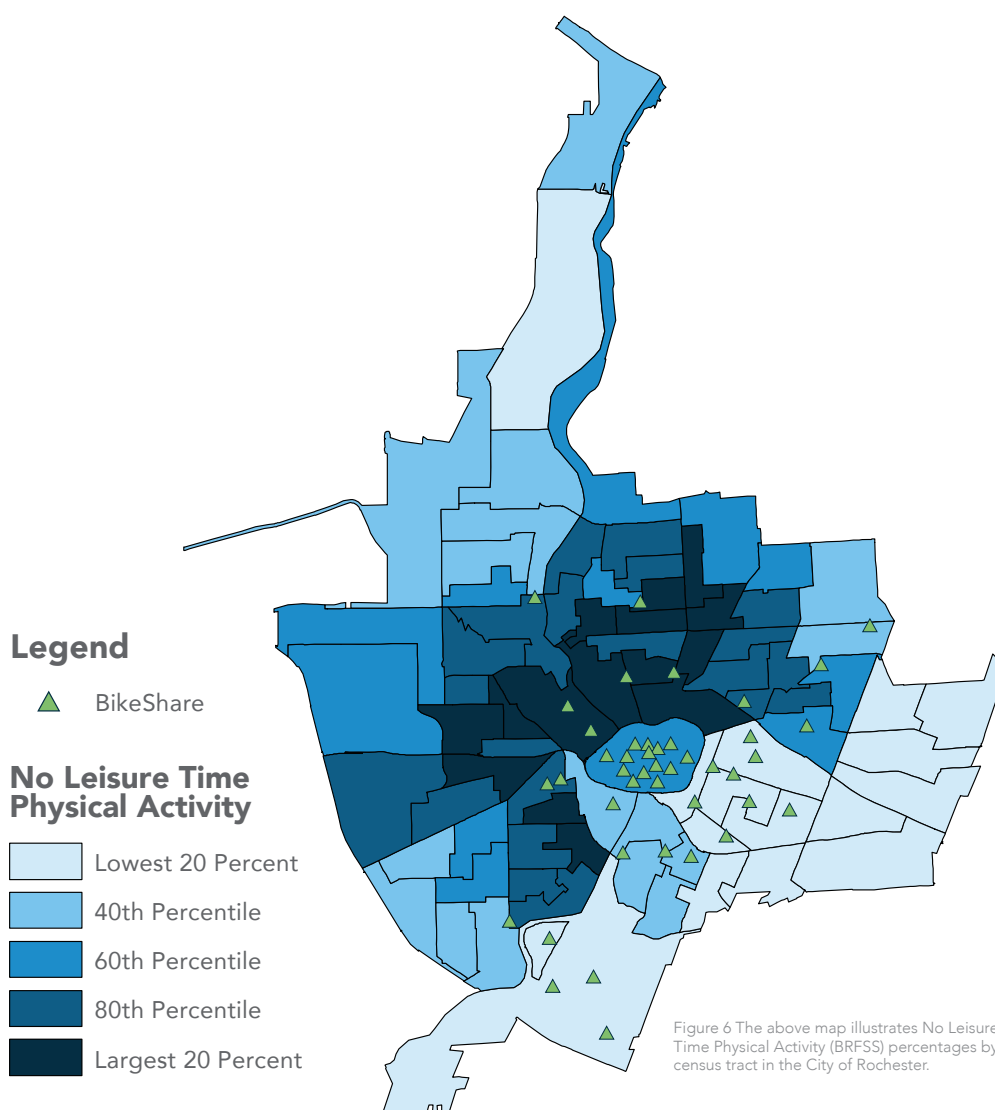 Legend
BikeShare
No Leisure Time
Physical Activity
Lowest 20 Percent
40th Percentile
60th Percentile
80th Percentile
Largest 20 Percent
Figure 6 The above map illustrates No Leisure
Time Physical Activity (BRFSS) percentages by
census tract in the City of Rochester.